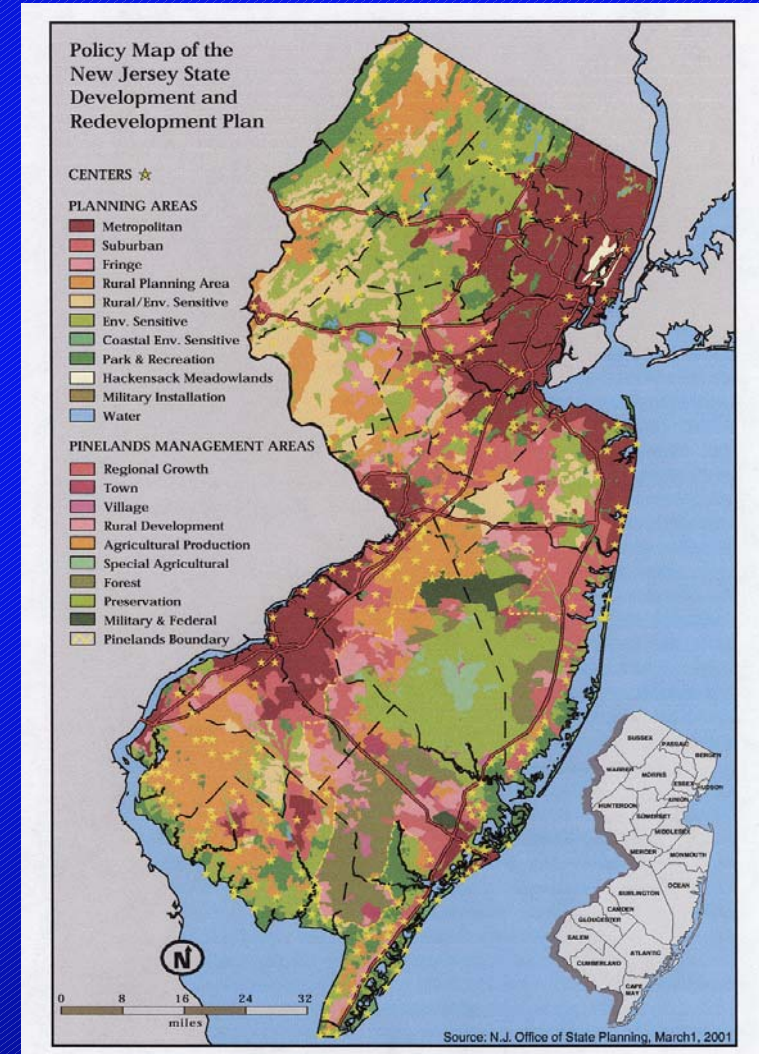 Policy Map of the
New Jersey State
Development and
Redevelopment Plan
CENTERS
PLANNING AREAS
Metropolitan
Suburban
Fringe
Rural Planning Area
Rural/Env. Sensitive
Env. Sensitive
Coastal Env. Sensitive
Park & Recreation
Hackensack Meadowlands
Military Installation
Water
PINELANDS MANAGEMENT AREAS
Regional Growth
Town
Village
Rural Development
Agricultural Production
Special Agricultural
Forest
Preservation
Military & Federal
Pinelands Boundary
SUSSEX
PASSAIC
BERGEN
WARREN
MORRIS
ESSEX
HUDSON
UNION
HUNTERDON
SOMERSET
MIDDLESEX
MERCER
MONMOUTH
OCEAN
BURLINGTON
CAMDEN
GLOUCESTER
SALEM
ATLANTIC
CUMBERLAND
CAPE
MAY
N
0 8 16 24 32
miles
Source: N.J. Office of State Planning, March1, 2001